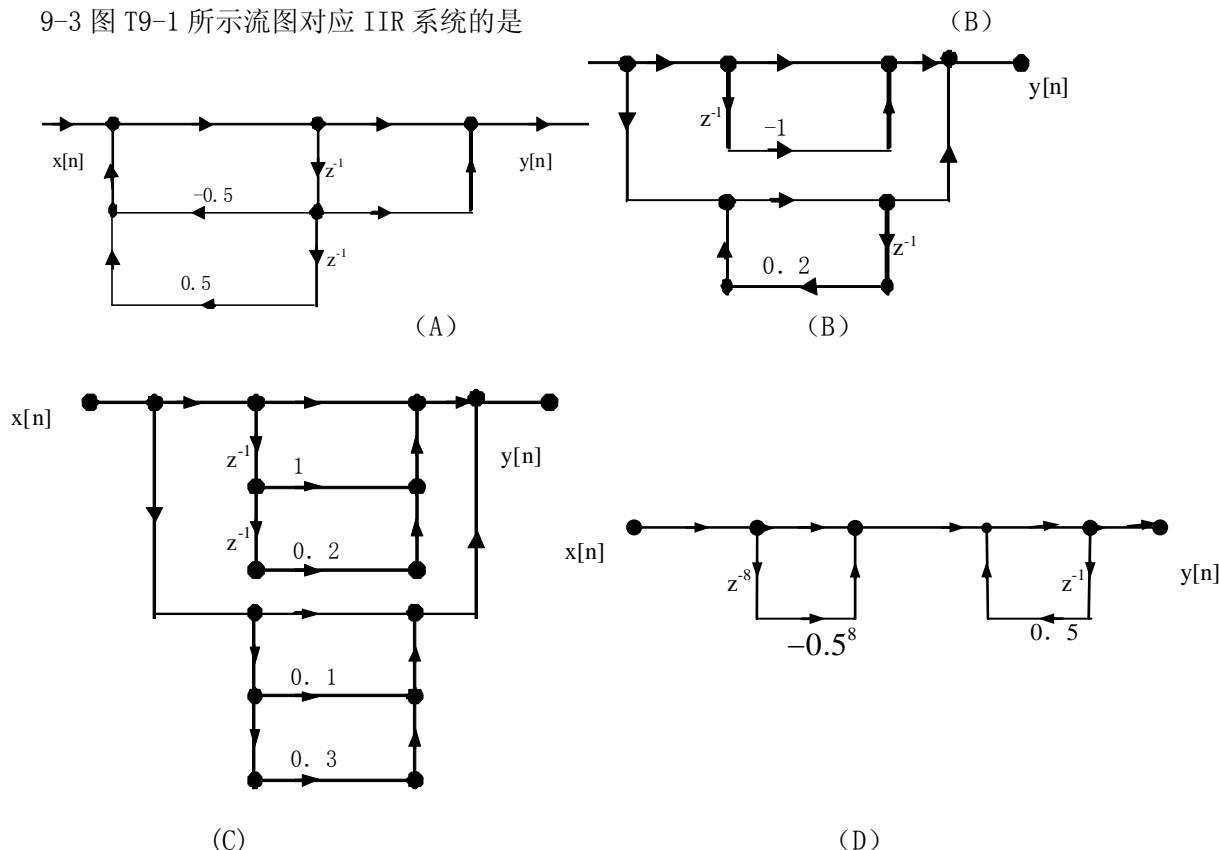 9-3 图 T9-1 所示流图对应 IIR 系统的是 （B）
y[n]
z⁻¹
-1
x[n]
z⁻¹
y[n]
-0.5
z⁻¹
z⁻¹
0.2
0.5
（A） （B）
x[n]
z⁻¹
1
y[n]
z⁻¹
0.2
x[n]
z⁻⁸
z⁻¹
y[n]
−0.5⁸
0.5
0.1
0.3
(C) （D）